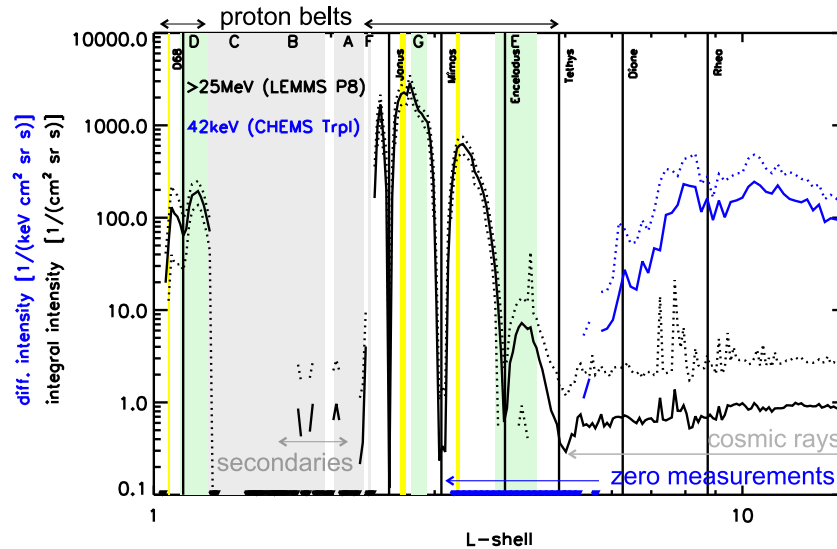 proton belts
D C B A F G E
D68 Janus Mimas Enceladus Tethys Dione Rhea
>25MeV (LEMMS P8)
42keV (CHEMS Trpl)
10000.0
1000.0
100.0
10.0
1.0
0.1
diff. intensity [1/(keV cm² sr s)]
integral intensity [1/(cm² sr s)]
secondaries
cosmic rays
zero measurements
1 10
L-shell